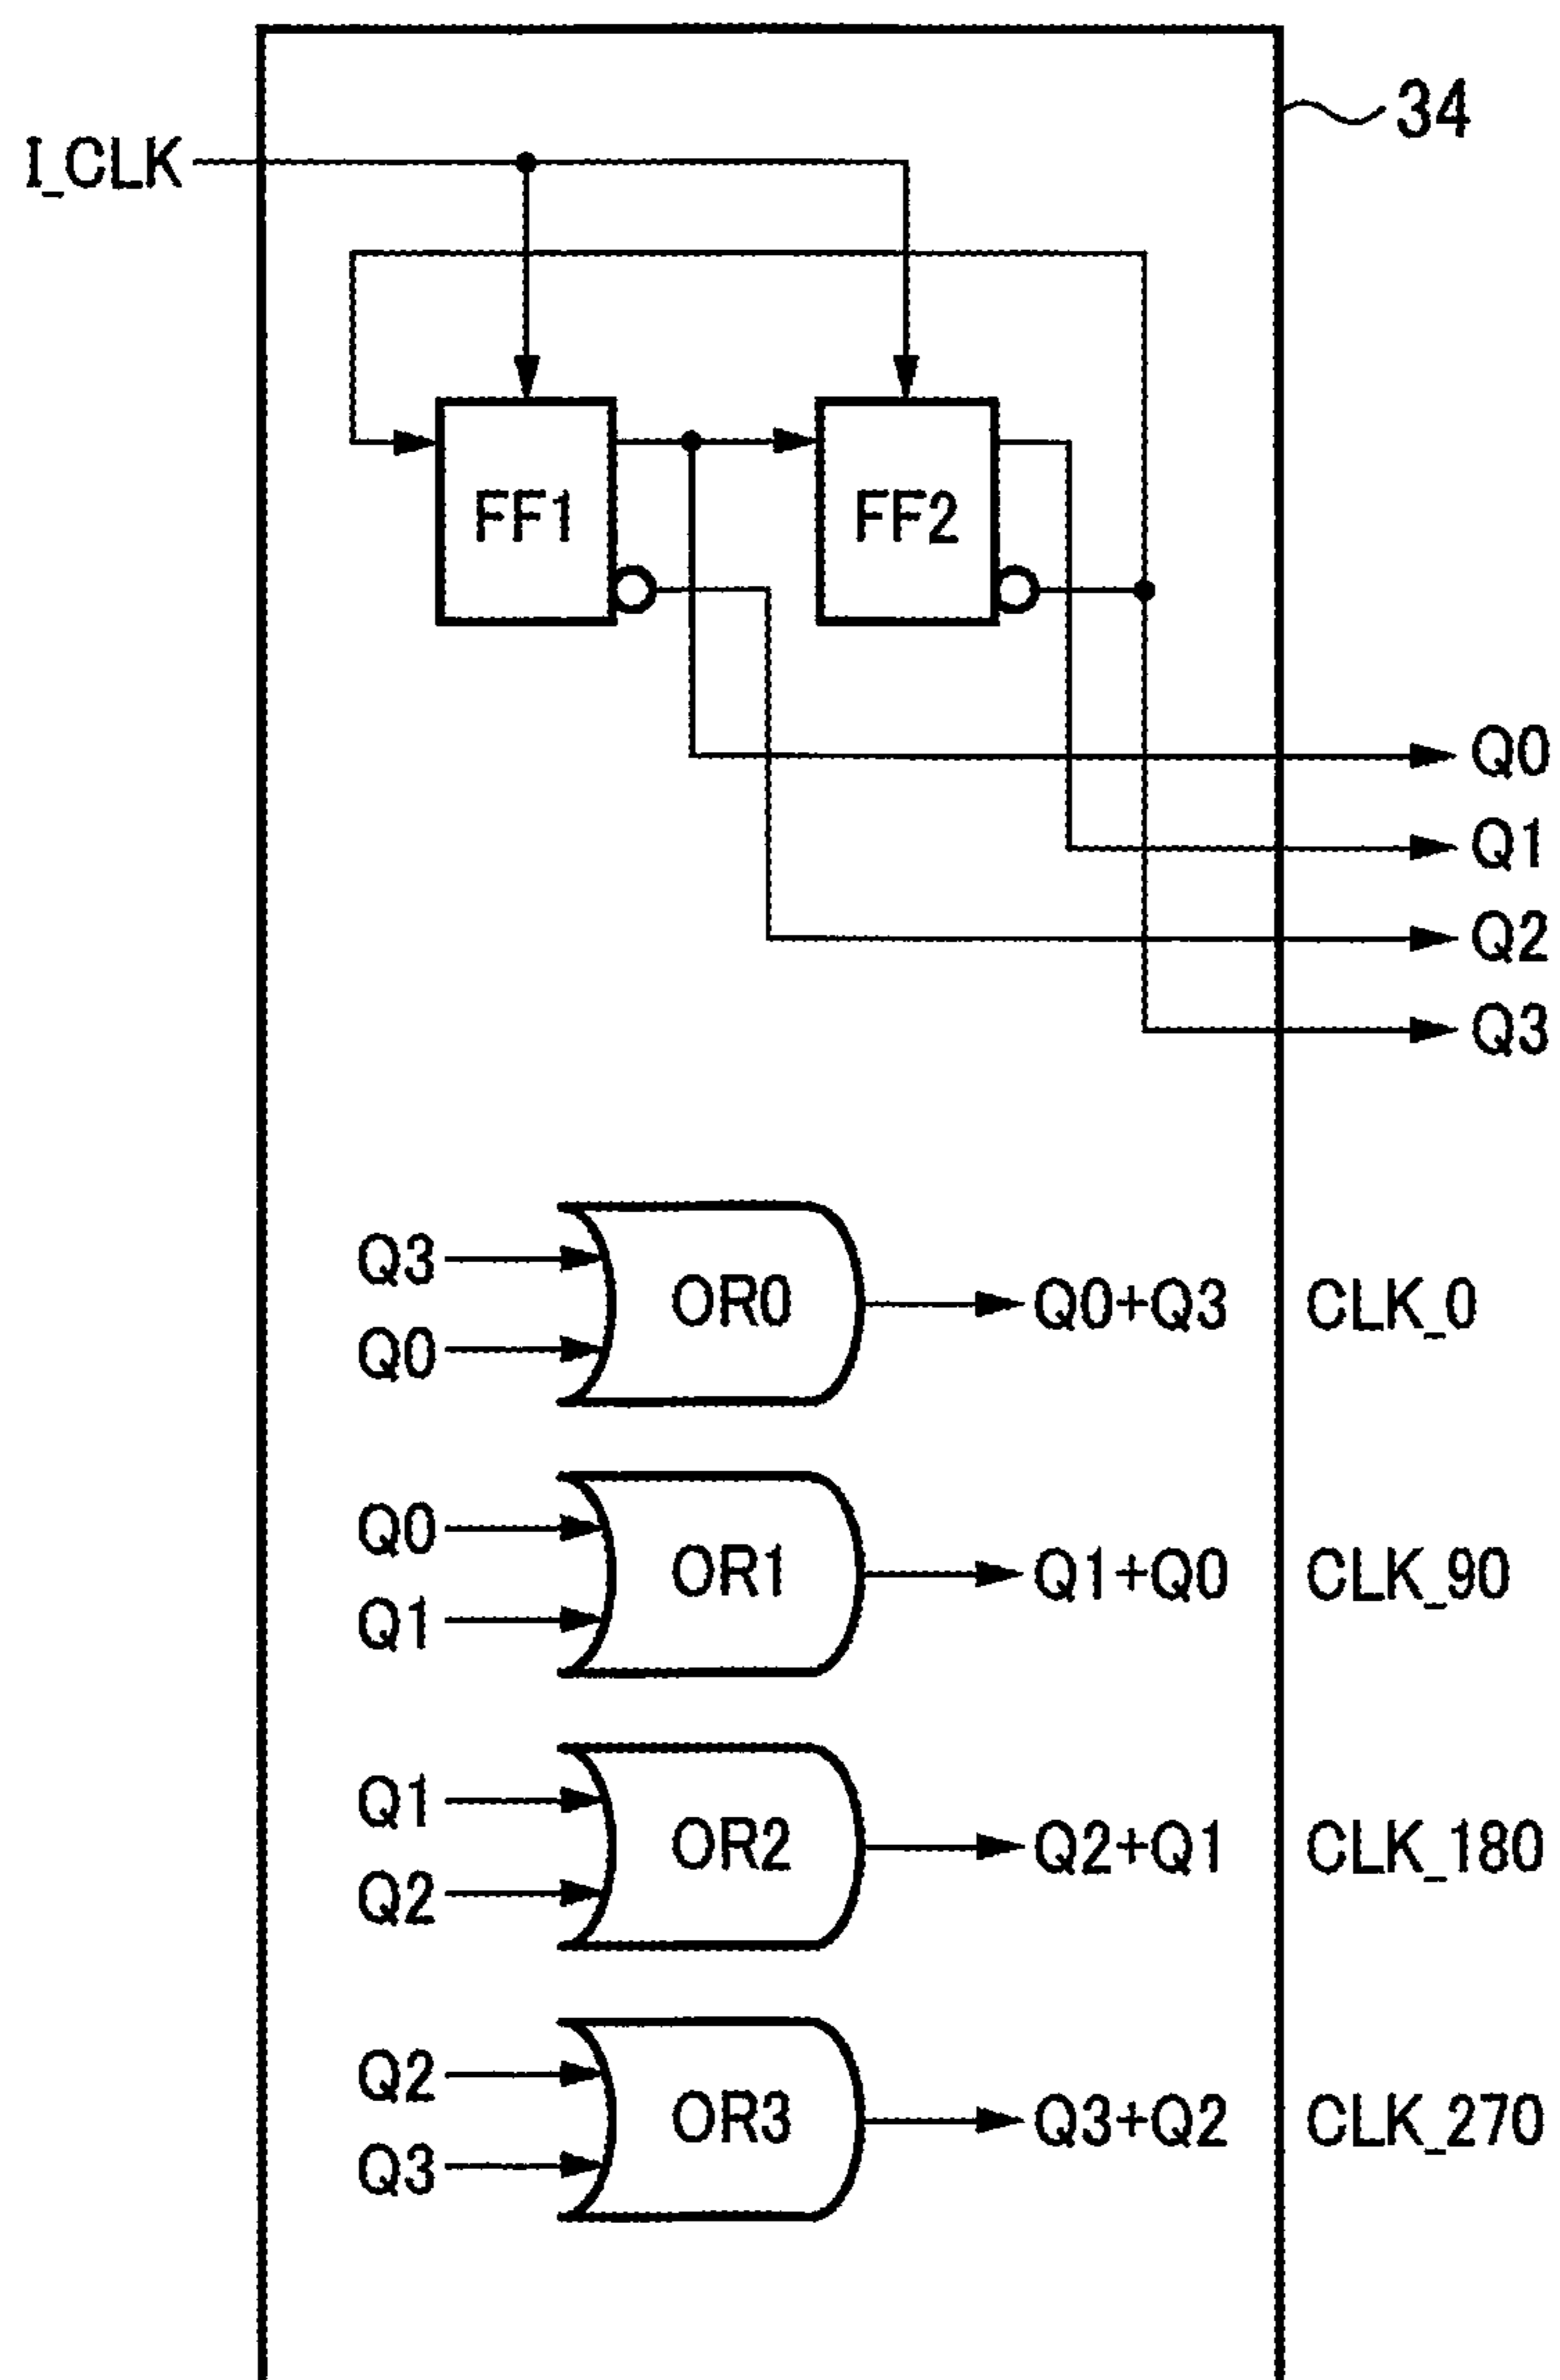 34
I_CLK
FF1
FF2
Q0
Q1
Q2
Q3
Q3
Q0
OR0
Q0+Q3
CLK_0
Q0
Q1
OR1
Q1+Q0
CLK_90
Q1
Q2
OR2
Q2+Q1
CLK_180
Q2
Q3
OR3
Q3+Q2
CLK_270